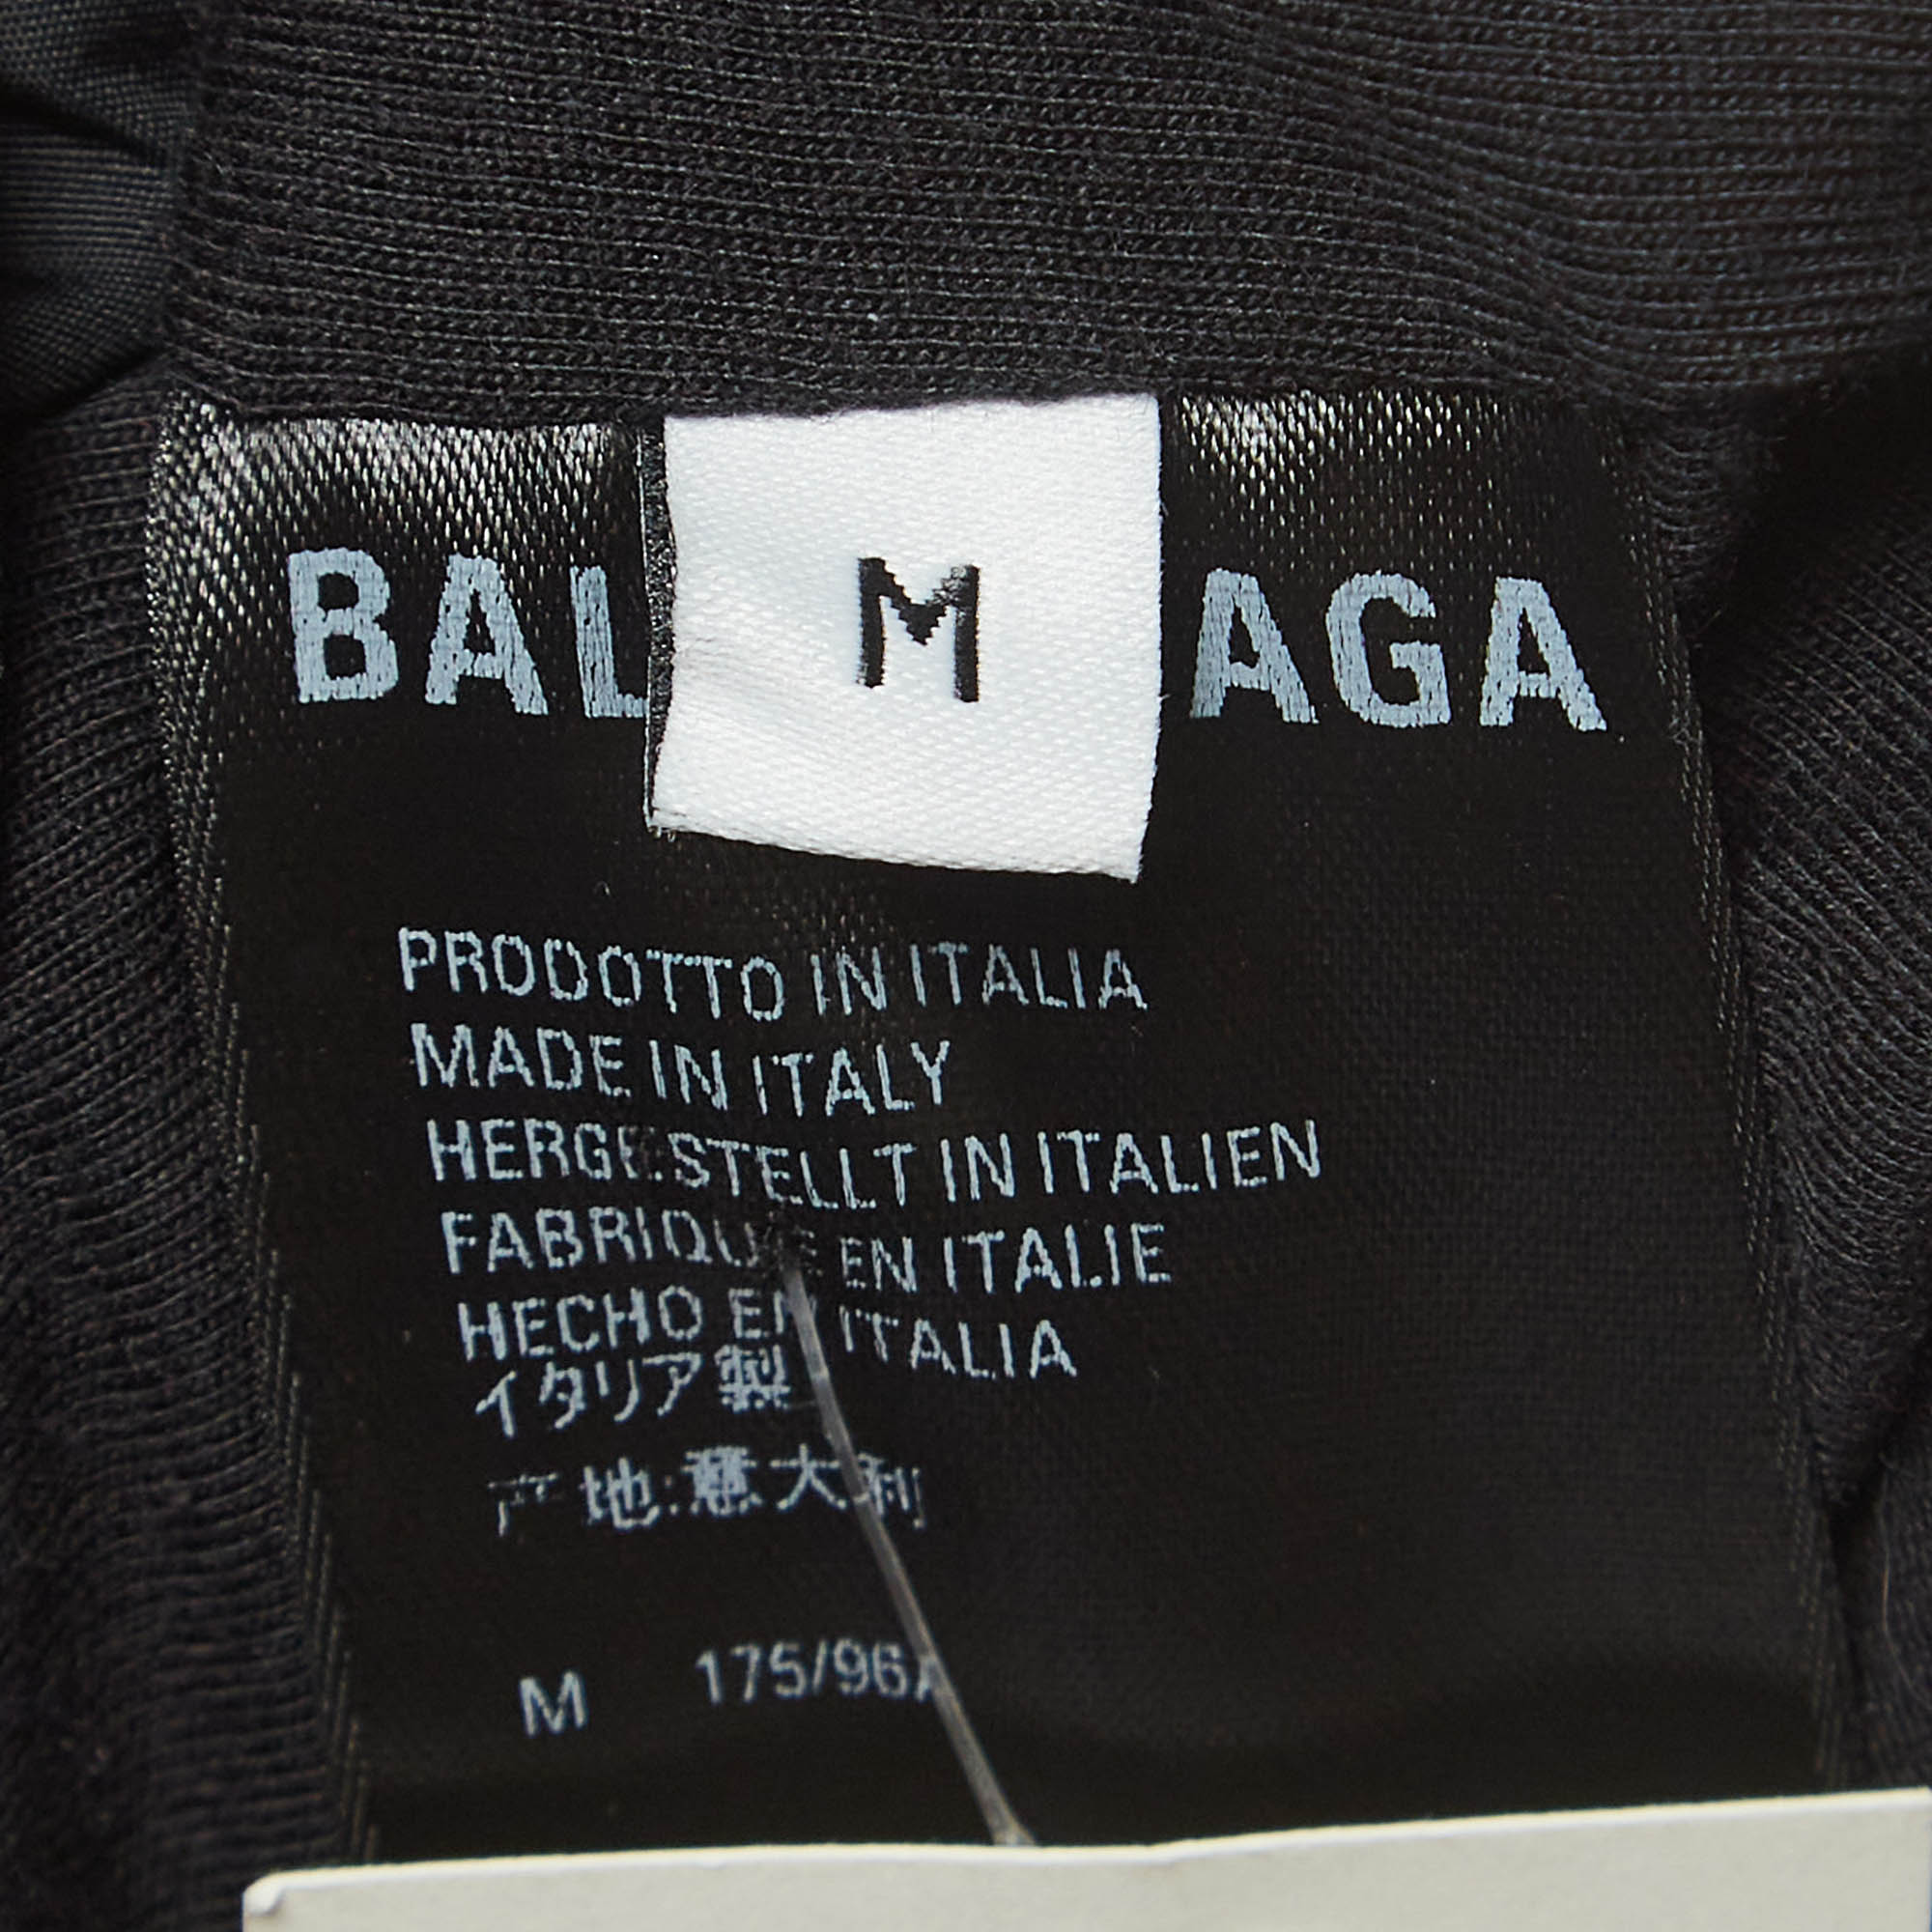 BAL M AGA
PRODOTTO IN ITALIA
MADE IN ITALY
HERGESTELLT IN ITALIEN
FABRIQUE EN ITALIE
HECHO EN ITALIA
イタリア製
产地:意大利
M 175/96A